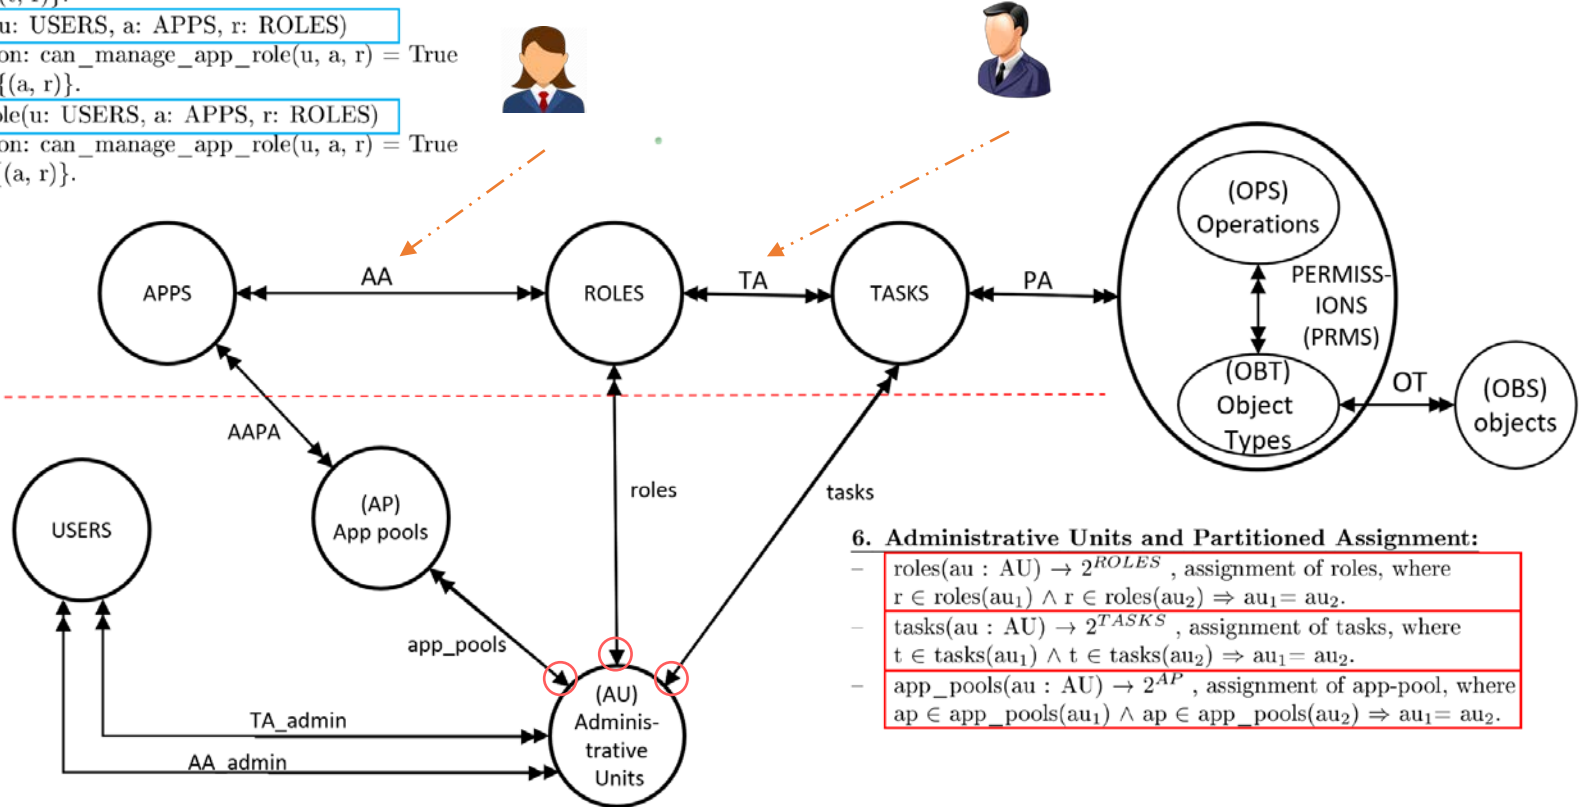 (t, r)}.
u: USERS, a: APPS, r: ROLES)
on: can_manage_app_role(u, a, r) = True
{(a, r)}.
ole(u: USERS, a: APPS, r: ROLES)
on: can_manage_app_role(u, a, r) = True
{(a, r)}.
APPS
AA
ROLES
TA
TASKS
PA
(OPS)
Operations
PERMISS-
IONS
(PRMS)
(OBT)
Object
Types
OT
(OBS)
objects
AAPA
USERS
(AP)
App pools
roles
tasks
app_pools
(AU)
Adminis-
trative
Units
TA_admin
AA_admin
6. Administrative Units and Partitioned Assignment:
– roles(au : AU) → 2^ROLES , assignment of roles, where
r ∈ roles(au₁) ∧ r ∈ roles(au₂) ⇒ au₁= au₂.
– tasks(au : AU) → 2^TASKS , assignment of tasks, where
t ∈ tasks(au₁) ∧ t ∈ tasks(au₂) ⇒ au₁= au₂.
– app_pools(au : AU) → 2^AP , assignment of app-pool, where
ap ∈ app_pools(au₁) ∧ ap ∈ app_pools(au₂) ⇒ au₁= au₂.